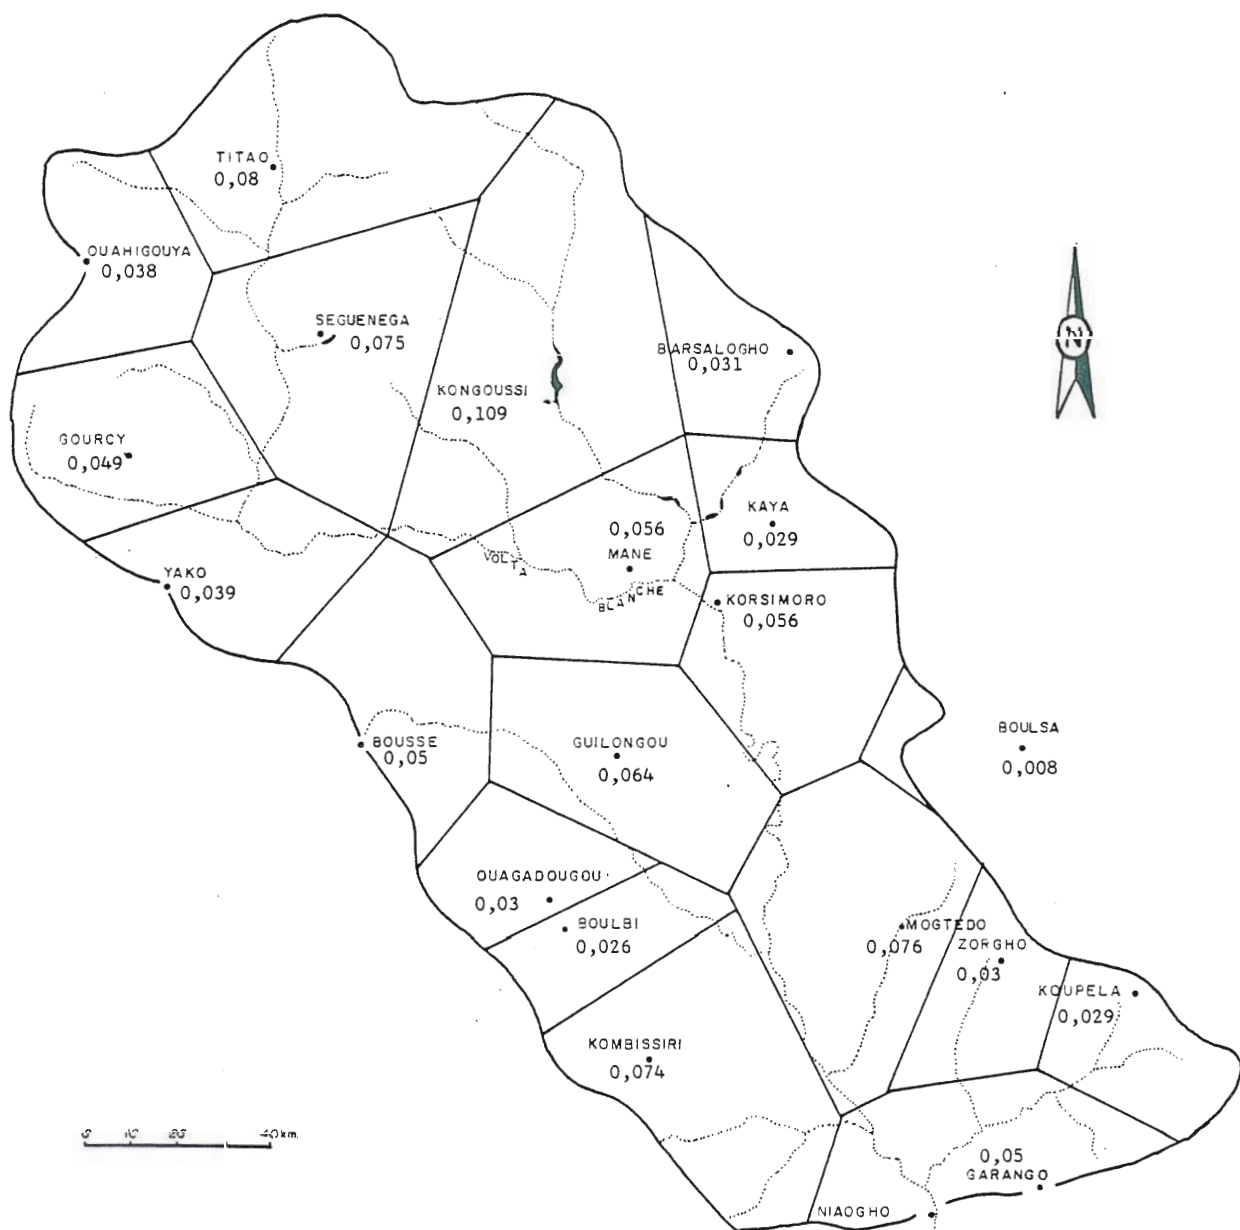 TITAO
0,08
OUAHIGOUYA
0,038
SEGUENEGA
0,075
N
BARSALOGHO
0,031
KONGOUSSI
0,109
GOURCY
0,049
0,056
MANE
KAYA
0,029
VOLTA
BLANCHE
YAKO
0,039
KORSIMORO
0,056
BOUSSE
0,05
GUILONGOU
0,064
BOULSA
0,008
OUAGADOUGOU
0,03
BOULBI
0,026
MOGTEDO
0,076
ZORGHO
0,03
KOUPELA
0,029
KOMBISSIRI
0,074
0 10 20 40 km.
0,05
GARANGO
NIAOGHO